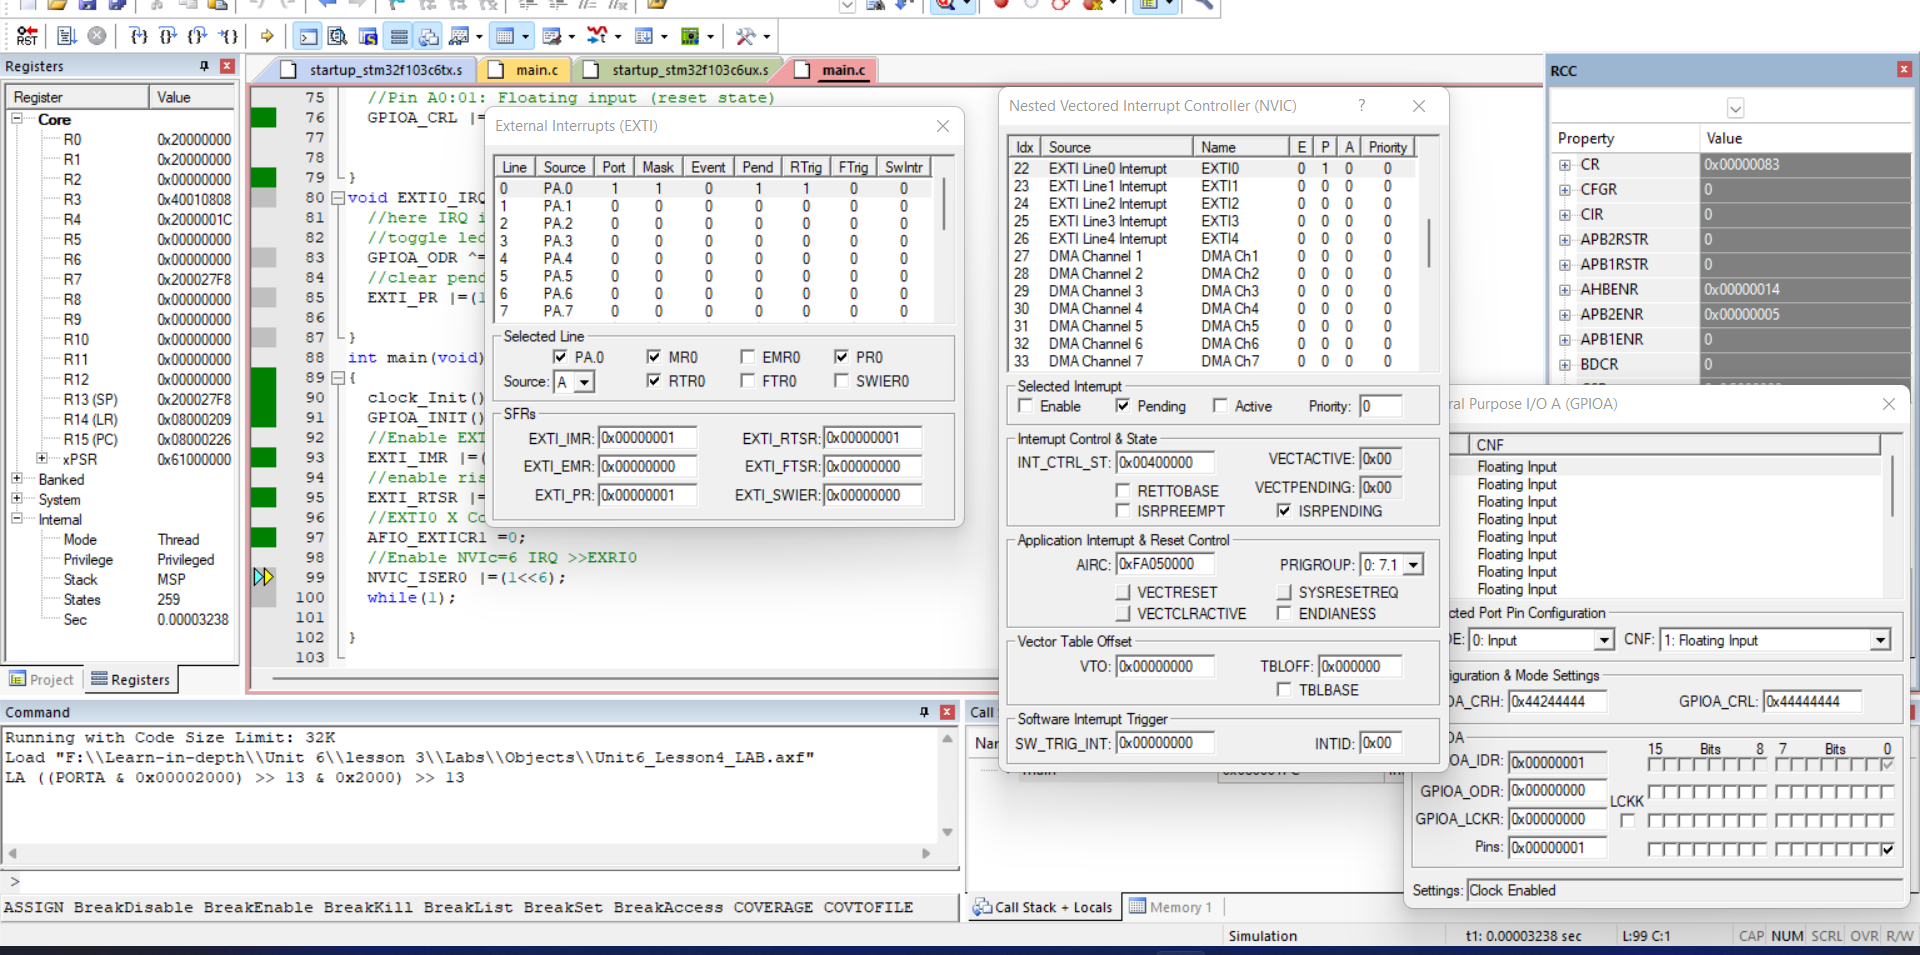 Registers
Register Value
Core
R0 0x20000000
R1 0x20000000
R2 0x00000000
R3 0x40010808
R4 0x2000001C
R5 0x00000000
R6 0x00000000
R7 0x200027F8
R8 0x00000000
R9 0x00000000
R10 0x00000000
R11 0x00000000
R12 0x00000000
R13 (SP) 0x200027F8
R14 (LR) 0x08000209
R15 (PC) 0x08000226
xPSR 0x61000000
Banked
System
Internal
Mode Thread
Privilege Privileged
Stack MSP
States 259
Sec 0.00003238
Project Registers
startup_stm32f103c6tx.s main.c startup_stm32f103c6ux.s main.c
75 //Pin A0:01: Floating input (reset state)
76 GPIOA_CRL |=
77
78
79 }
80 void EXTI0_IRQ
81 //here IRQ i
82 //toggle led
83 GPIOA_ODR ^=
84 //clear pend
85 EXTI_PR |=(1
86
87 }
88 int main(void)
89 {
90 clock_Init()
91 GPIOA_INIT()
92 //Enable EXT
93 EXTI_IMR |=(
94 //enable ris
95 EXTI_RTSR |=
96 //EXTI0 X Co
97 AFIO_EXTICR1 =0;
98 //Enable NVIc=6 IRQ >>EXRI0
99 NVIC_ISER0 |=(1<<6);
100 while(1);
101
102 }
103
External Interrupts (EXTI)
Line Source Port Mask Event Pend RTrig FTrig SwIntr
0 PA.0 1 1 0 1 1 0 0
1 PA.1 0 0 0 0 0 0 0
2 PA.2 0 0 0 0 0 0 0
3 PA.3 0 0 0 0 0 0 0
4 PA.4 0 0 0 0 0 0 0
5 PA.5 0 0 0 0 0 0 0
6 PA.6 0 0 0 0 0 0 0
7 PA.7 0 0 0 0 0 0 0
Selected Line
PA.0 MR0 EMR0 PR0
Source: A RTR0 FTR0 SWIER0
SFRs
EXTI_IMR: 0x00000001 EXTI_RTSR: 0x00000001
EXTI_EMR: 0x00000000 EXTI_FTSR: 0x00000000
EXTI_PR: 0x00000001 EXTI_SWIER: 0x00000000
Nested Vectored Interrupt Controller (NVIC) ?
Idx Source Name E P A Priority
22 EXTI Line0 Interrupt EXTI0 0 1 0 0
23 EXTI Line1 Interrupt EXTI1 0 0 0 0
24 EXTI Line2 Interrupt EXTI2 0 0 0 0
25 EXTI Line3 Interrupt EXTI3 0 0 0 0
26 EXTI Line4 Interrupt EXTI4 0 0 0 0
27 DMA Channel 1 DMA Ch1 0 0 0 0
28 DMA Channel 2 DMA Ch2 0 0 0 0
29 DMA Channel 3 DMA Ch3 0 0 0 0
30 DMA Channel 4 DMA Ch4 0 0 0 0
31 DMA Channel 5 DMA Ch5 0 0 0 0
32 DMA Channel 6 DMA Ch6 0 0 0 0
33 DMA Channel 7 DMA Ch7 0 0 0 0
Selected Interrupt
Enable Pending Active Priority: 0
Interrupt Control & State
INT_CTRL_ST: 0x00400000 VECTACTIVE: 0x00
RETTOBASE VECTPENDING: 0x00
ISRPREEMPT ISRPENDING
Application Interrupt & Reset Control
AIRC: 0xFA050000 PRIGROUP: 0: 7.1
VECTRESET SYSRESETREQ
VECTCLRACTIVE ENDIANESS
Vector Table Offset
VTO: 0x00000000 TBLOFF: 0x000000
TBLBASE
Software Interrupt Trigger
SW_TRIG_INT: 0x00000000 INTID: 0x00
RCC
Property Value
CR 0x00000083
CFGR 0
CIR 0
APB2RSTR 0
APB1RSTR 0
AHBENR 0x00000014
APB2ENR 0x00000005
APB1ENR 0
BDCR 0
ral Purpose I/O A (GPIOA)
CNF
Floating Input
Floating Input
Floating Input
Floating Input
Floating Input
Floating Input
Floating Input
Floating Input
cted Port Pin Configuration
DE: 0: Input CNF: 1: Floating Input
iguration & Mode Settings
OA_CRH: 0x44244444 GPIOA_CRL: 0x44444444
OA 15 Bits 8 7 Bits 0
OA_IDR: 0x00000001
GPIOA_ODR: 0x00000000 LCKK
GPIOA_LCKR: 0x00000000
Pins: 0x00000001
Settings: Clock Enabled
Command
Running with Code Size Limit: 32K
Load "F:\\Learn-in-depth\\Unit 6\\lesson 3\\Labs\\Objects\\Unit6_Lesson4_LAB.axf"
LA ((PORTA & 0x00002000) >> 13 & 0x2000) >> 13
>
ASSIGN BreakDisable BreakEnable BreakKill BreakList BreakSet BreakAccess COVERAGE COVTOFILE
Call
Nar
Call Stack + Locals Memory 1
Simulation t1: 0.00003238 sec L:99 C:1 CAP NUM SCRL OVR R/W